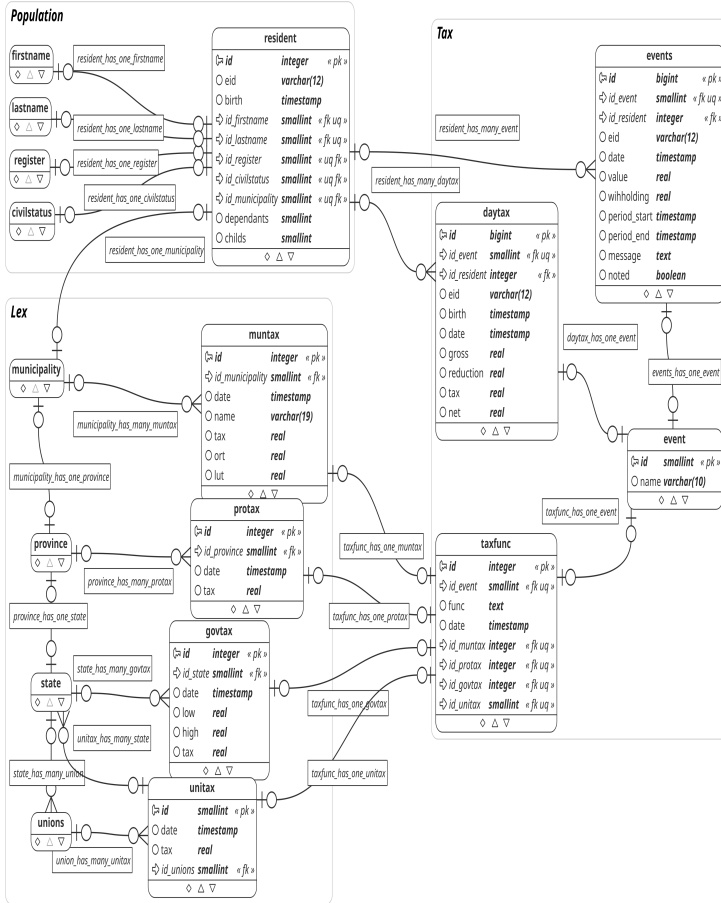 Population
resident
id integer « pk »
eid varchar(12)
birth timestamp
id_firstname smallint « fk uq »
id_lastname smallint « fk uq »
id_register smallint « uq fk »
id_civilstatus smallint « uq fk »
id_municipality smallint « uq fk »
dependants smallint
childs smallint
firstname
lastname
register
civilstatus
resident_has_one_firstname
resident_has_one_lastname
resident_has_one_register
resident_has_one_civilstatus
resident_has_one_municipality
resident_has_many_event
resident_has_many_daytax
Tax
events
id bigint « pk »
id_event smallint « fk uq »
id_resident integer « fk »
eid varchar(12)
date timestamp
value real
wihholding real
period_start timestamp
period_end timestamp
message text
noted boolean
daytax
id bigint « pk »
id_event smallint « fk uq »
id_resident integer « fk »
eid varchar(12)
birth timestamp
date timestamp
gross real
reduction real
tax real
net real
daytax_has_one_event
events_has_one_event
event
id smallint « pk »
name varchar(10)
taxfunc_has_one_event
taxfunc
id integer « pk »
id_event smallint « fk uq »
func text
date timestamp
id_muntax integer « fk uq »
id_protax integer « fk uq »
id_govtax integer « fk uq »
id_unitax smallint « fk uq »
Lex
muntax
id integer « pk »
id_municipality smallint « fk »
date timestamp
name varchar(19)
tax real
ort real
lut real
municipality
municipality_has_many_muntax
municipality_has_one_province
protax
id integer « pk »
id_province smallint « fk »
date timestamp
tax real
province
province_has_many_protax
province_has_one_state
taxfunc_has_one_muntax
taxfunc_has_one_protax
govtax
id integer « pk »
id_state smallint « fk »
date timestamp
low real
high real
tax real
state
state_has_many_govtax
unitax_has_many_state
state_has_many_union
taxfunc_has_one_govtax
taxfunc_has_one_unitax
unitax
id smallint « pk »
date timestamp
tax real
id_unions smallint « fk »
unions
union_has_many_unitax